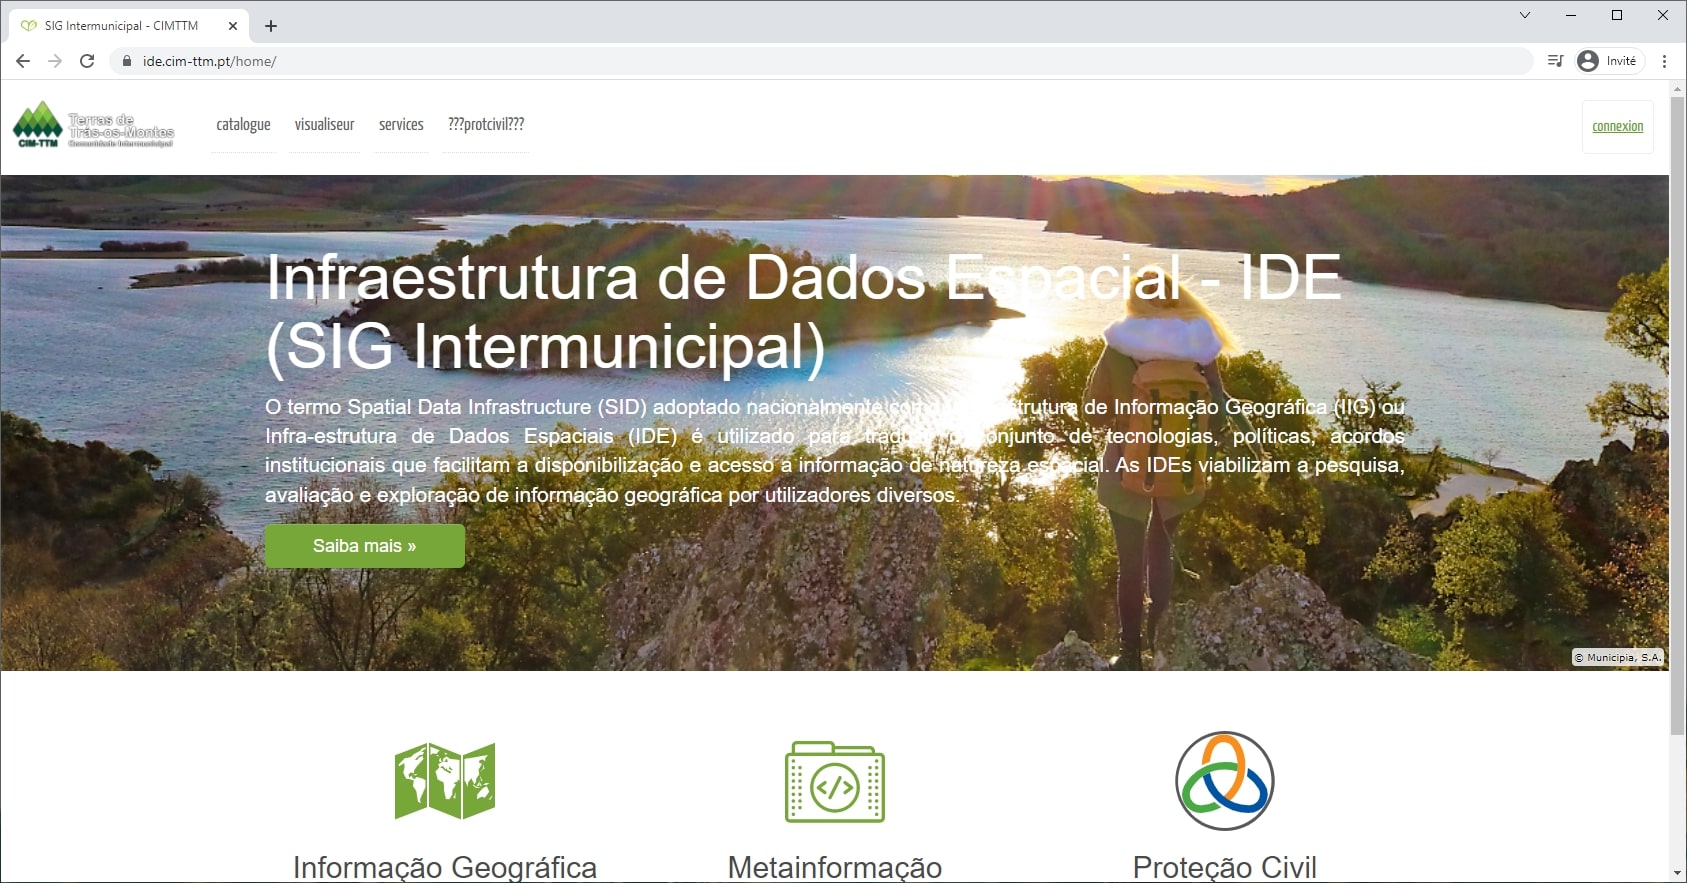 SIG Intermunicipal - CIMTTM
ide.cim-ttm.pt/home/
Invité
Terras de
Trás-os-Montes
Comunidade Intermunicipal
CIM-TTM
catalogue visualiseur services ???protcivil???
connexion
Infraestrutura de Dados Espacial - IDE
(SIG Intermunicipal)
O termo Spatial Data Infrastructure (SID) adoptado nacionalmente como Infra-estrutura de Informação Geográfica (IIG) ou
Infra-estrutura de Dados Espaciais (IDE) é utilizado para traduzir o conjunto de tecnologias, políticas, acordos
institucionais que facilitam a disponibilização e acesso à informação de natureza espacial. As IDEs viabilizam a pesquisa,
avaliação e exploração de informação geográfica por utilizadores diversos.
Saiba mais »
© Municipia, S.A.
</>
Informação Geográfica
Metainformação
Proteção Civil